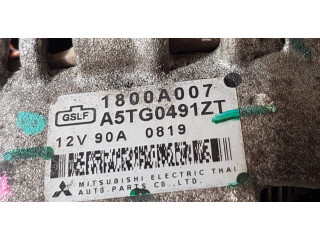 1800A007
GSLF A5TG0491ZT
12V 90A 0819
MITSUBISHI ELECTRIC THAI
AUTO-PARTS CO.,LTD.